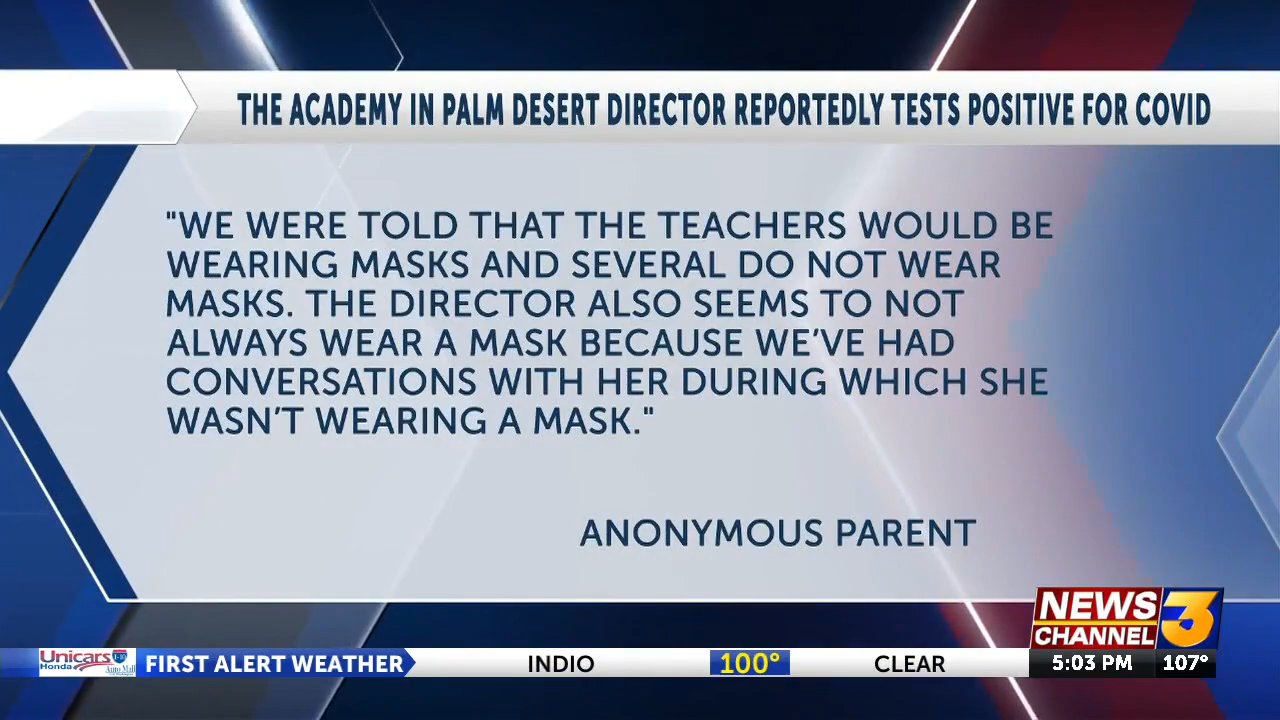 THE ACADEMY IN PALM DESERT DIRECTOR REPORTEDLY TESTS POSITIVE FOR COVID
"WE WERE TOLD THAT THE TEACHERS WOULD BE
WEARING MASKS AND SEVERAL DO NOT WEAR
MASKS. THE DIRECTOR ALSO SEEMS TO NOT
ALWAYS WEAR A MASK BECAUSE WE'VE HAD
CONVERSATIONS WITH HER DURING WHICH SHE
WASN'T WEARING A MASK."
ANONYMOUS PARENT
NEWS
CHANNEL 3
Unicars
Honda
I-10
Auto Mall
FIRST ALERT WEATHER INDIO 100° CLEAR 5:03 PM 107°